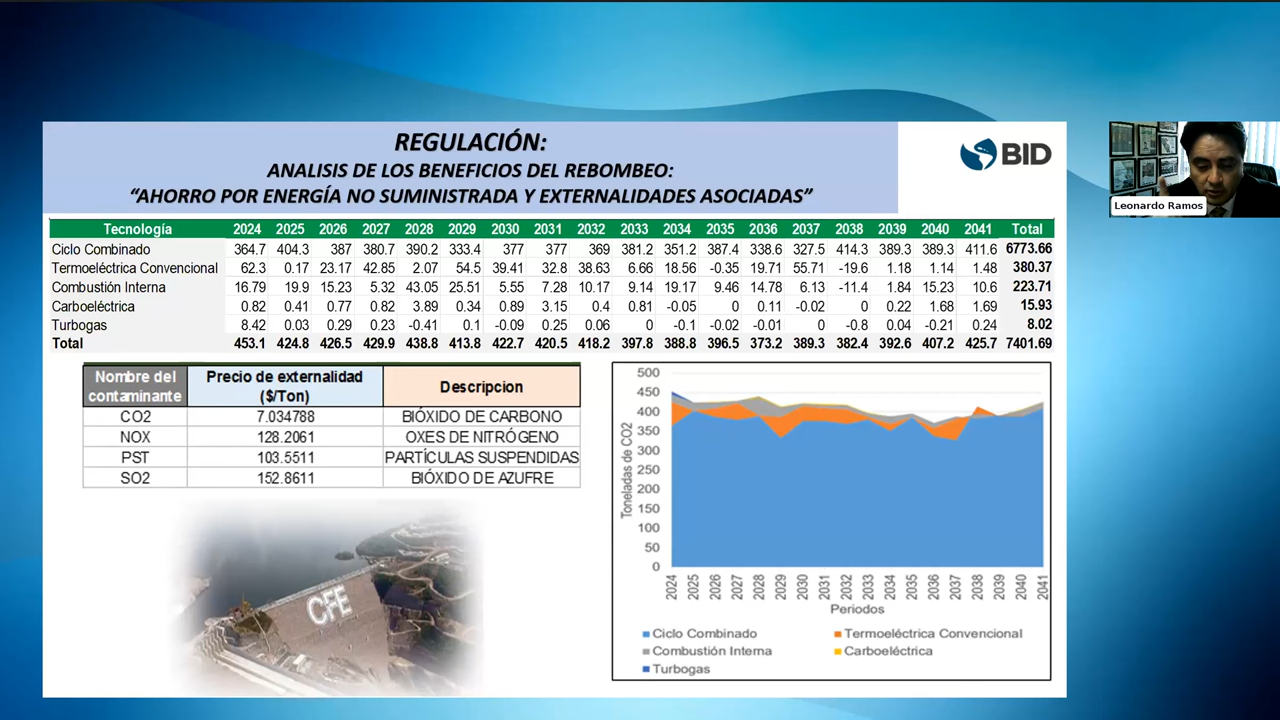 REGULACIÓN:
ANALISIS DE LOS BENEFICIOS DEL REBOMBEO:
“AHORRO POR ENERGÍA NO SUMINISTRADA Y EXTERNALIDADES ASOCIADAS”
BID
Leonardo Ramos
Tecnología 2024 2025 2026 2027 2028 2029 2030 2031 2032 2033 2034 2035 2036 2037 2038 2039 2040 2041 Total
Ciclo Combinado 364.7 404.3 387 380.7 390.2 333.4 377 377 369 381.2 351.2 387.4 338.6 327.5 414.3 389.3 389.3 411.6 6773.66
Termoeléctrica Convencional 62.3 0.17 23.17 42.85 2.07 54.5 39.41 32.8 38.63 6.66 18.56 -0.35 19.71 55.71 -19.6 1.18 1.14 1.48 380.37
Combustión Interna 16.79 19.9 15.23 5.32 43.05 25.51 5.55 7.28 10.17 9.14 19.17 9.46 14.78 6.13 -11.4 1.84 15.23 10.6 223.71
Carboeléctrica 0.82 0.41 0.77 0.82 3.89 0.34 0.89 3.15 0.4 0.81 -0.05 0 0.11 -0.02 0 0.22 1.68 1.69 15.93
Turbogas 8.42 0.03 0.29 0.23 -0.41 0.1 -0.09 0.25 0.06 0 -0.1 -0.02 -0.01 0 -0.8 0.04 -0.21 0.24 8.02
Total 453.1 424.8 426.5 429.9 438.8 413.8 422.7 420.5 418.2 397.8 388.8 396.5 373.2 389.3 382.4 392.6 407.2 425.7 7401.69
Nombre del contaminante Precio de externalidad ($/Ton) Descripcion
CO2 7.034788 BIÓXIDO DE CARBONO
NOX 128.2061 OXES DE NITRÓGENO
PST 103.5511 PARTÍCULAS SUSPENDIDAS
SO2 152.8611 BIÓXIDO DE AZUFRE
CFE
Toneladas de CO2
500
450
400
350
300
250
200
150
100
50
0
2024 2025 2026 2027 2028 2029 2030 2031 2032 2033 2034 2035 2036 2037 2038 2039 2040 2041
Periodos
Ciclo Combinado Termoeléctrica Convencional
Combustión Interna Carboeléctrica
Turbogas